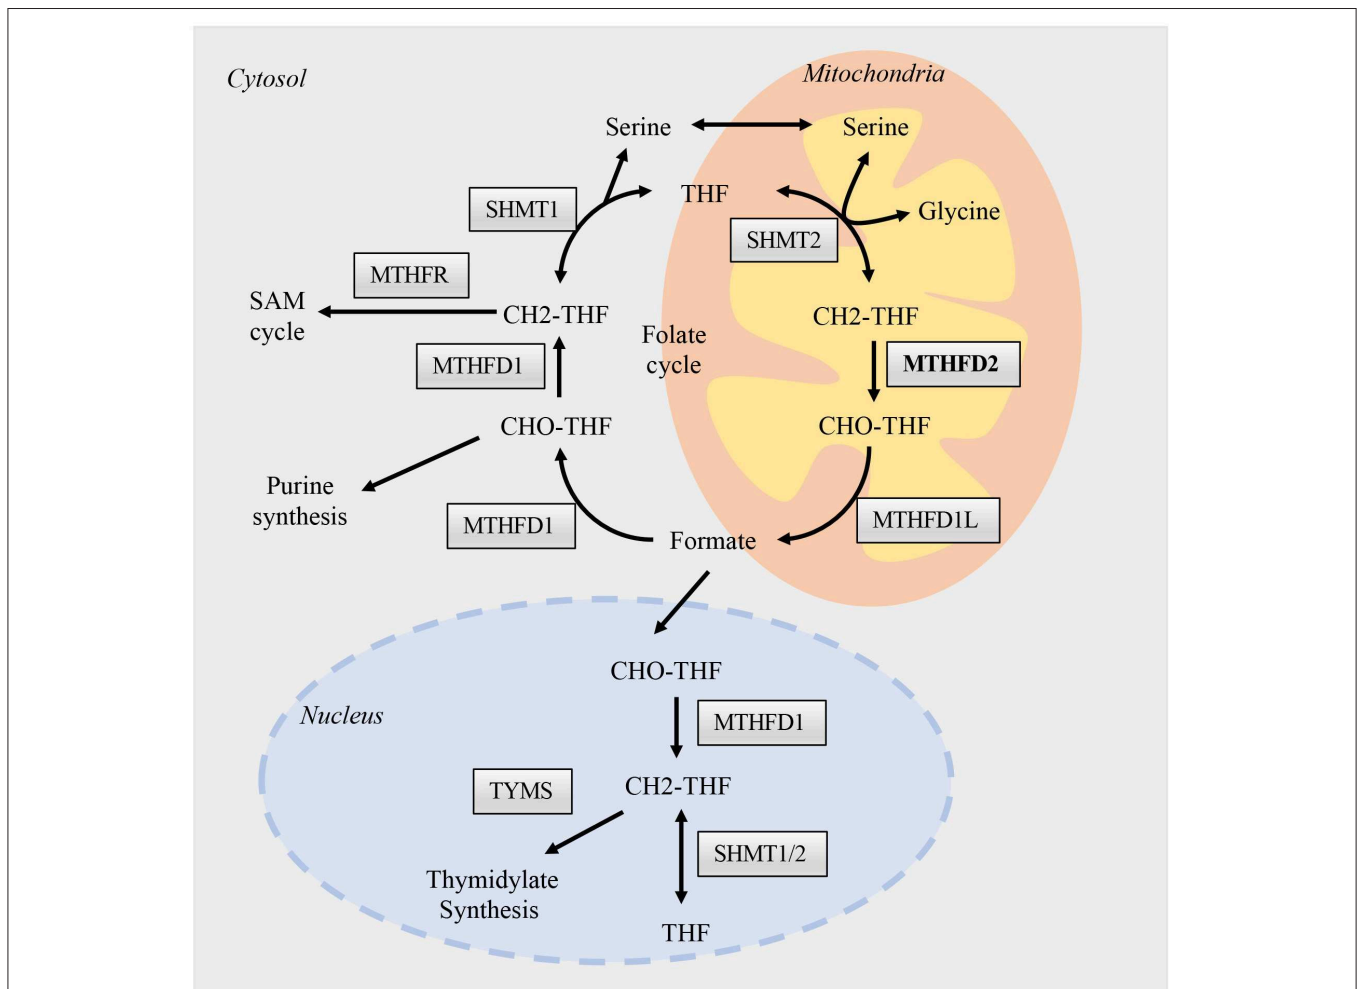 Cytosol
Mitochondria
Serine
Serine
THF
SHMT1
Glycine
SHMT2
MTHFR
SAM
cycle
CH2-THF
CH2-THF
Folate
cycle
MTHFD1
MTHFD2
CHO-THF
CHO-THF
Purine
synthesis
MTHFD1
MTHFD1L
Formate
CHO-THF
Nucleus
MTHFD1
TYMS
CH2-THF
SHMT1/2
Thymidylate
Synthesis
THF